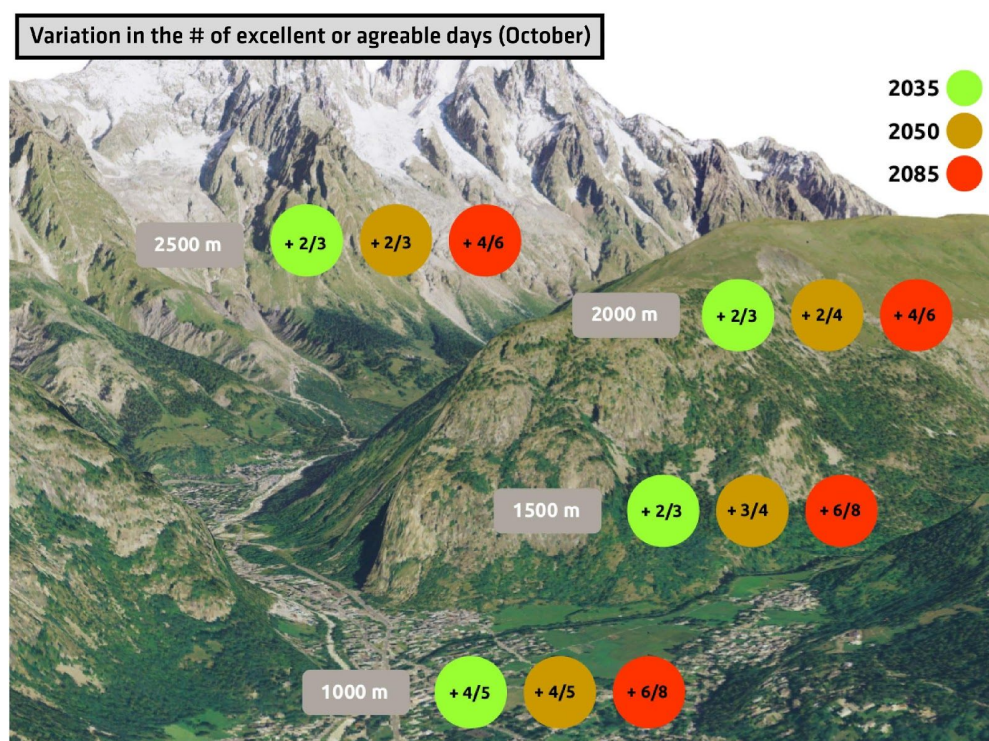 Variation in the # of excellent or agreable days (October)
2035
2050
2085
2500 m + 2/3 + 2/3 + 4/6
2000 m + 2/3 + 2/4 + 4/6
1500 m + 2/3 + 3/4 + 6/8
1000 m + 4/5 + 4/5 + 6/8